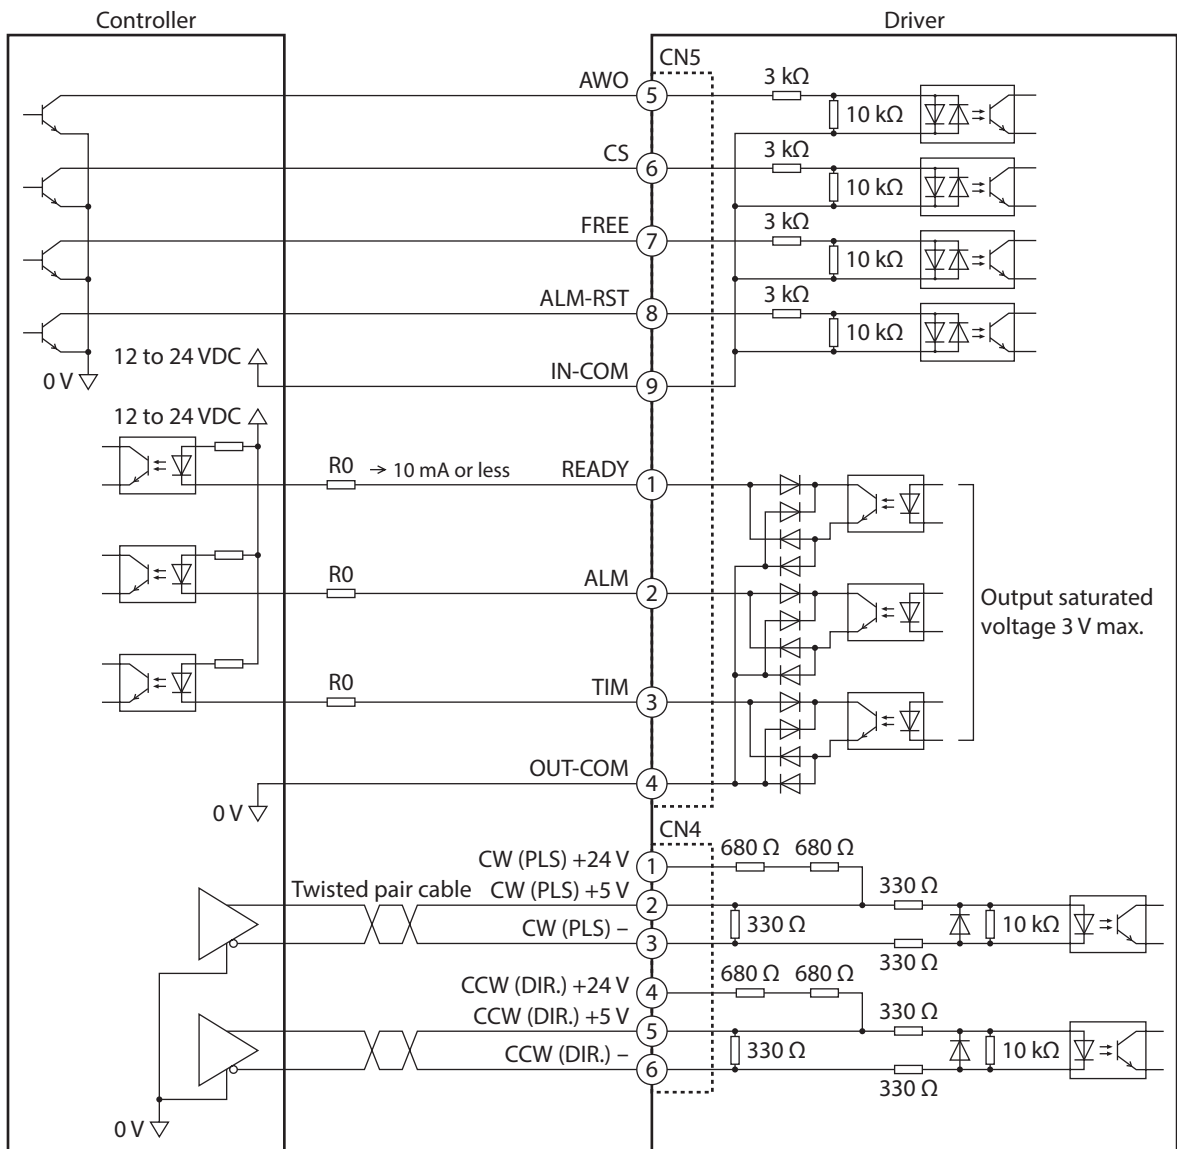 Controller
Driver
CN5
AWO
5
3 kΩ
10 kΩ
CS
6
3 kΩ
10 kΩ
FREE
7
3 kΩ
10 kΩ
ALM-RST
8
3 kΩ
10 kΩ
12 to 24 VDC
0 V
IN-COM
9
12 to 24 VDC
R0
→ 10 mA or less
READY
1
R0
ALM
2
Output saturated
voltage 3 V max.
R0
TIM
3
OUT-COM
4
0 V
CN4
CW (PLS) +24 V
1
680 Ω
680 Ω
Twisted pair cable
CW (PLS) +5 V
2
330 Ω
330 Ω
10 kΩ
CW (PLS) –
3
330 Ω
CCW (DIR.) +24 V
4
680 Ω
680 Ω
CCW (DIR.) +5 V
5
330 Ω
330 Ω
10 kΩ
CCW (DIR.) –
6
330 Ω
0 V